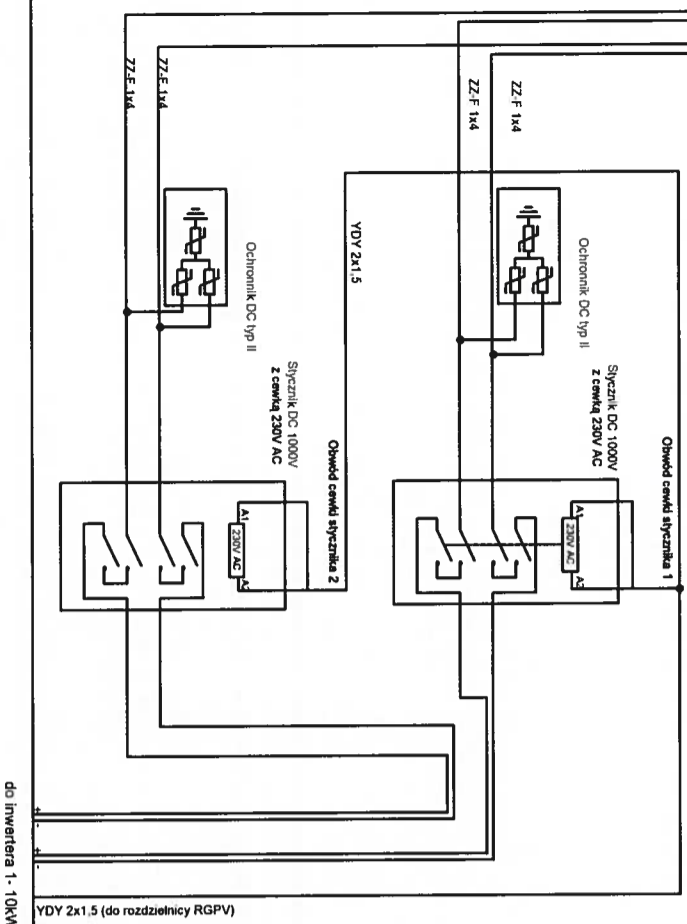 ZZ-F 1x4
ZZ-F 1x4
ZZ-F 1x4
ZZ-F 1x4
Ochronnik DC typ II
Ochronnik DC typ II
YDY 2x1,5
Stycznik DC 1000V
z cewką 230V AC
Stycznik DC 1000V
z cewką 230V AC
Obwód cewki stycznika 2
Obwód cewki stycznika 1
A1
230V AC
A2
A1
230V AC
A2
+
-
+
-
do inwertera 1- 10kW
YDY 2x1,5 (do rozdzielnicy RGPV)